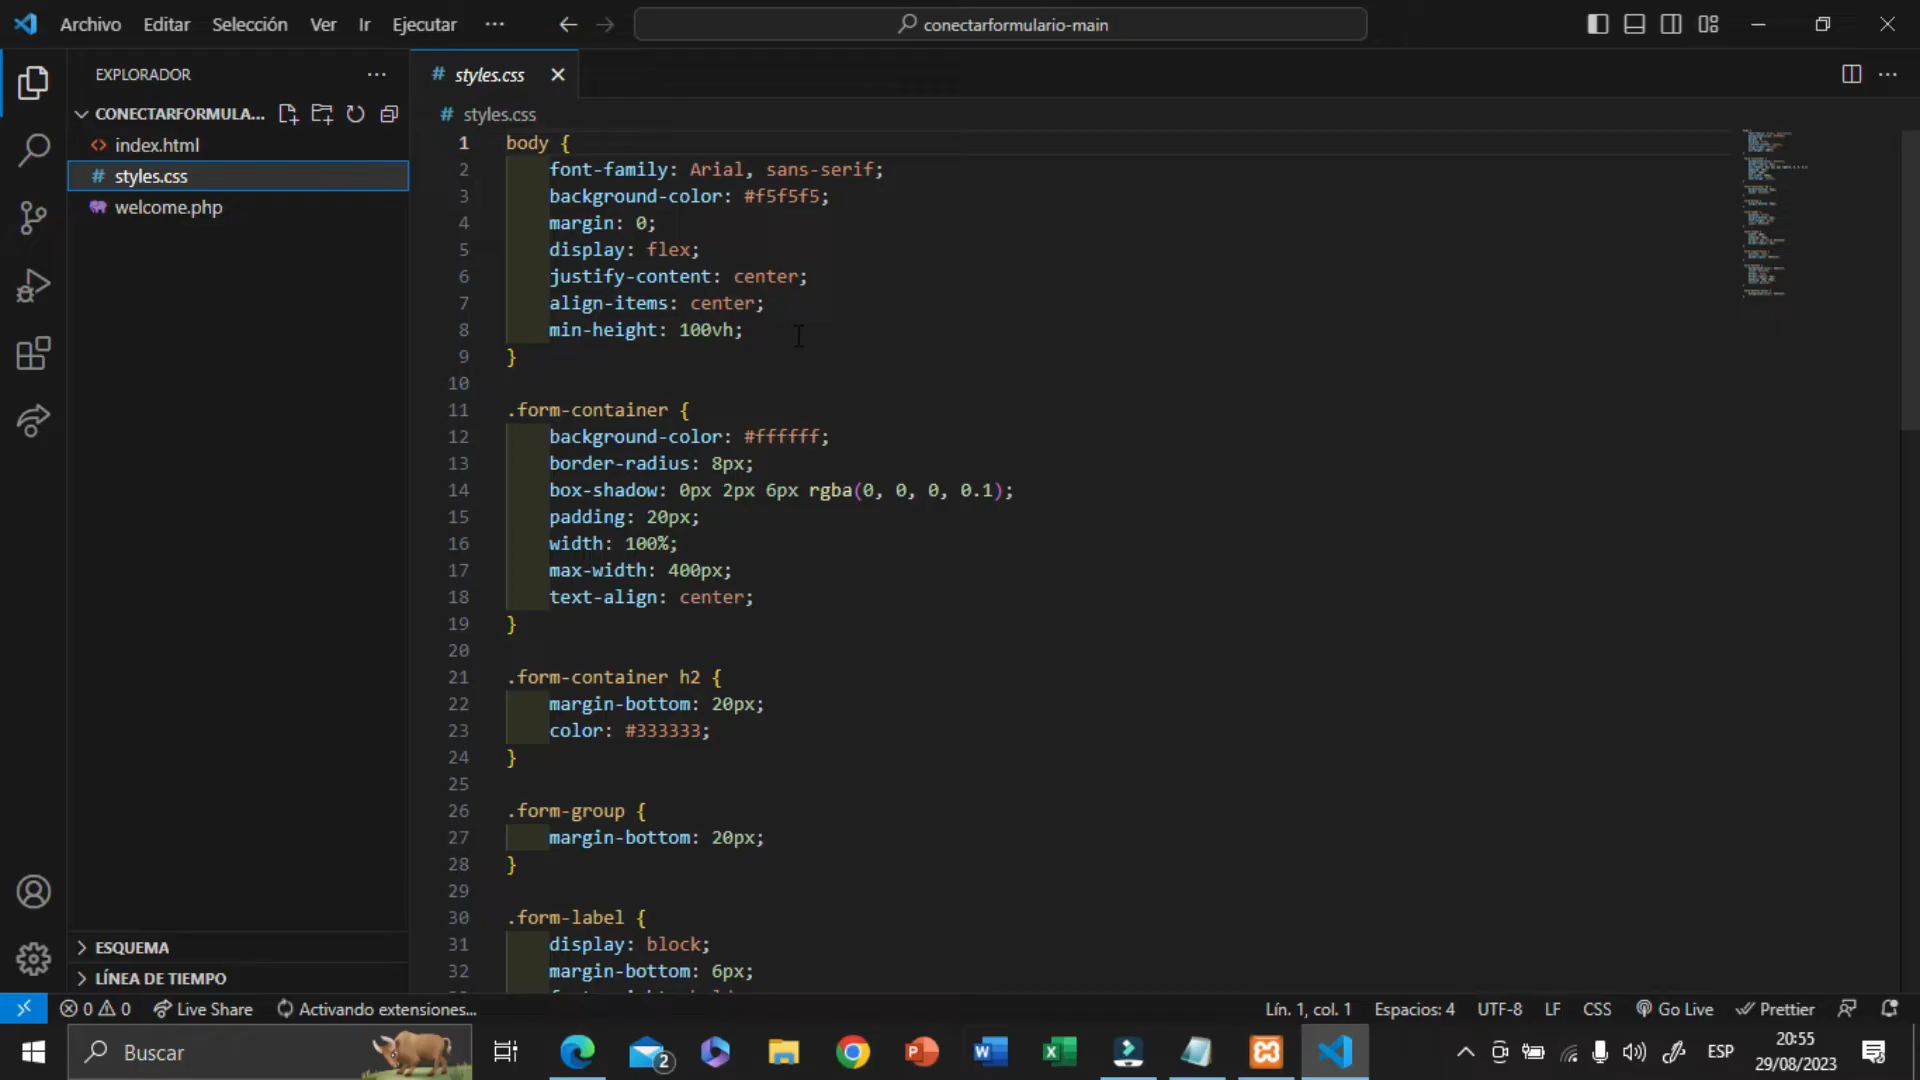 Archivo Editar Selección Ver Ir Ejecutar ··· conectarformulario-main
EXPLORADOR
CONECTARFORMULA...
index.html
# styles.css
welcome.php
ESQUEMA
LÍNEA DE TIEMPO
# styles.css
# styles.css
1 body {
2 font-family: Arial, sans-serif;
3 background-color: #f5f5f5;
4 margin: 0;
5 display: flex;
6 justify-content: center;
7 align-items: center;
8 min-height: 100vh;
9 }
10
11 .form-container {
12 background-color: #ffffff;
13 border-radius: 8px;
14 box-shadow: 0px 2px 6px rgba(0, 0, 0, 0.1);
15 padding: 20px;
16 width: 100%;
17 max-width: 400px;
18 text-align: center;
19 }
20
21 .form-container h2 {
22 margin-bottom: 20px;
23 color: #333333;
24 }
25
26 .form-group {
27 margin-bottom: 20px;
28 }
29
30 .form-label {
31 display: block;
32 margin-bottom: 6px;
0 0 Live Share Activando extensiones... Lín. 1, col. 1 Espacios: 4 UTF-8 LF CSS Go Live Prettier
Buscar 2 ESP 20:55
29/08/2023